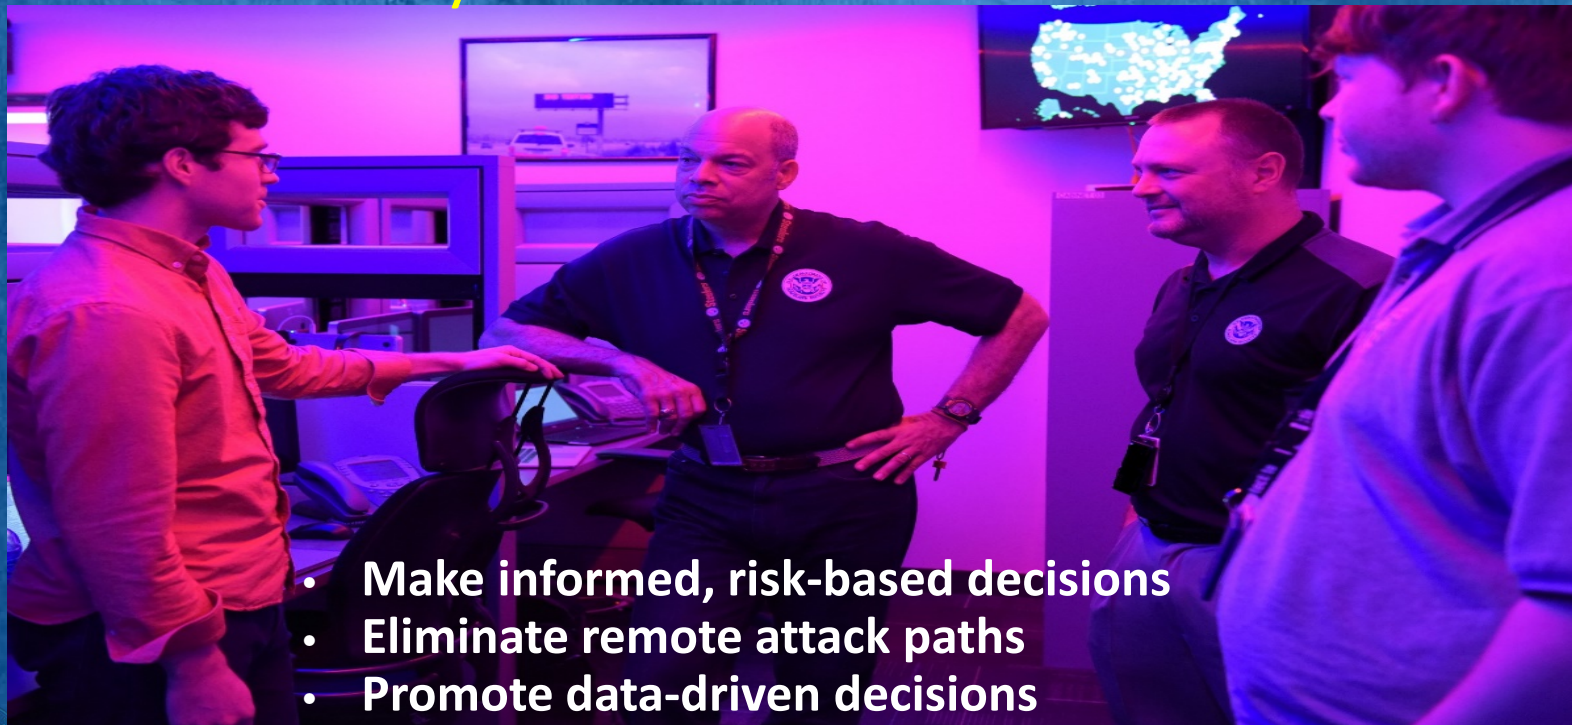 • Make informed, risk-based decisions
• Eliminate remote attack paths
• Promote data-driven decisions